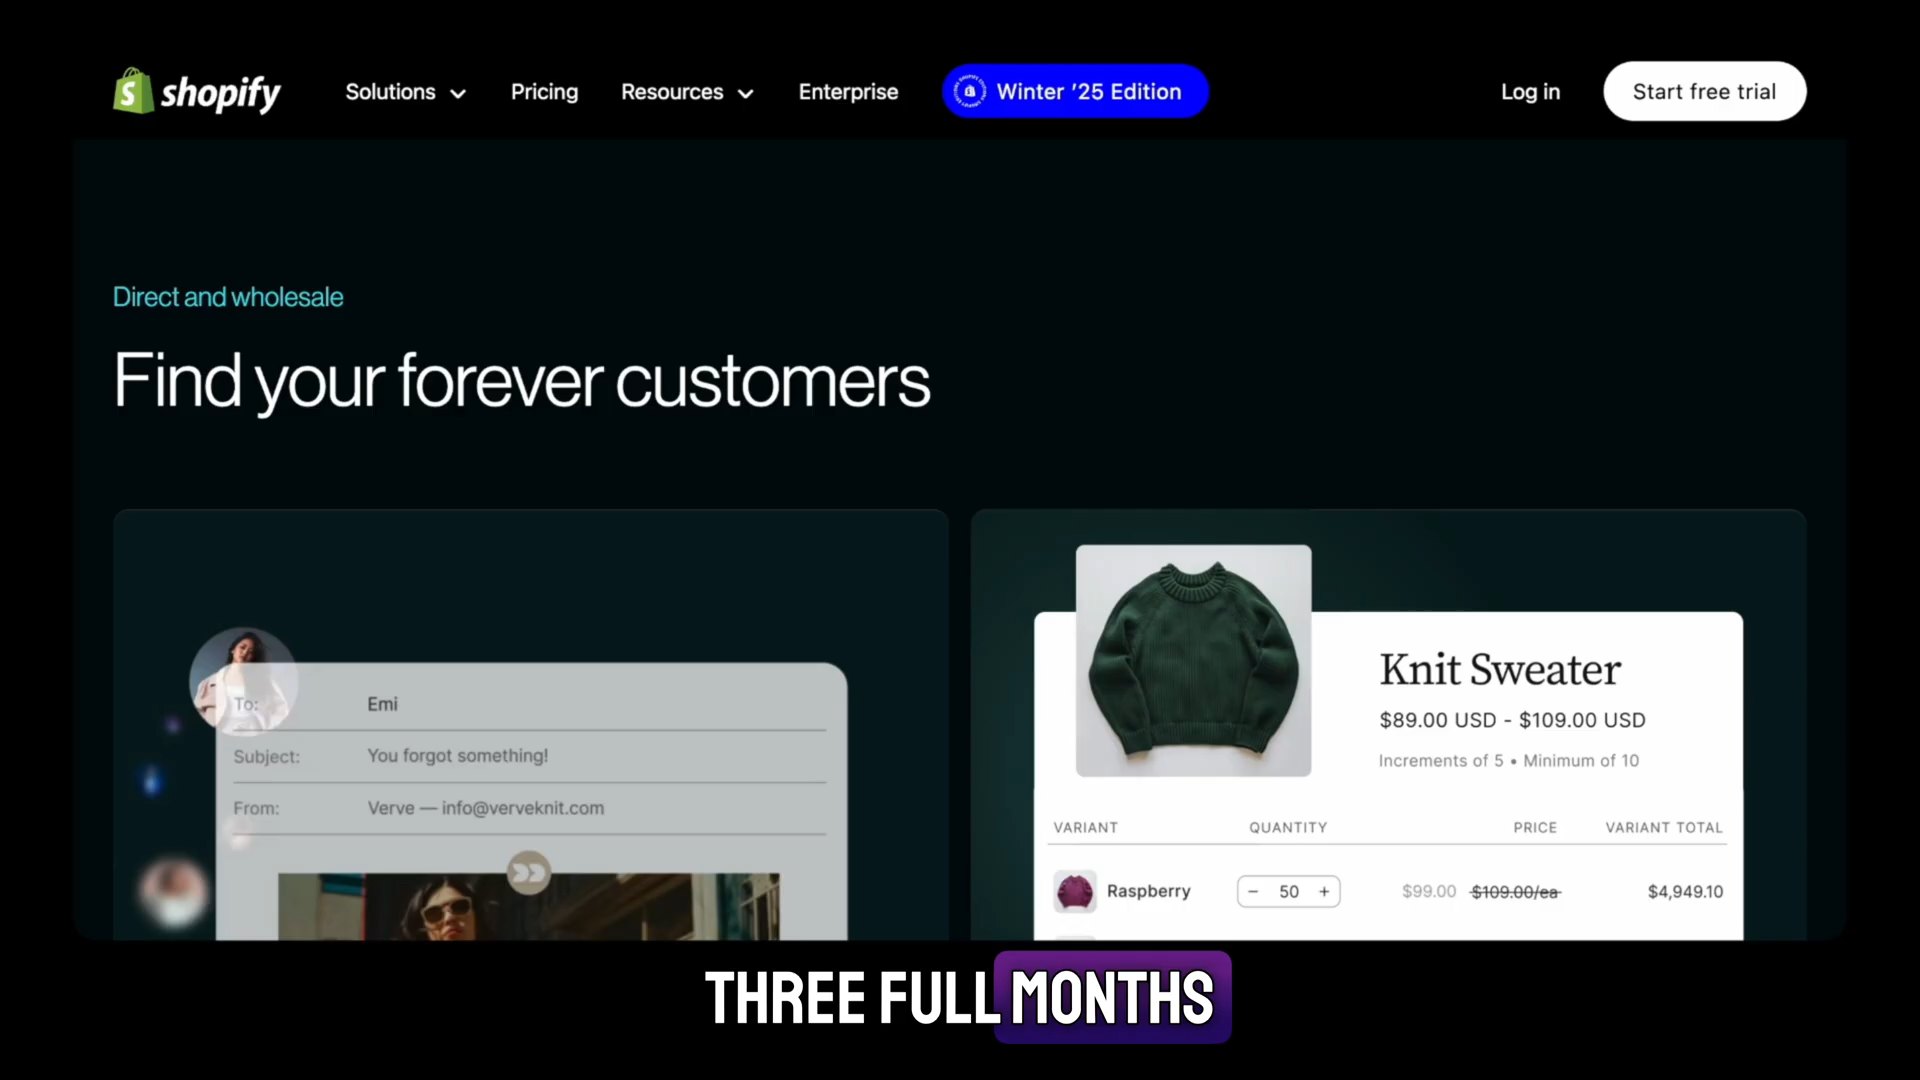 shopify
Solutions
Pricing
Resources
Enterprise
Winter '25 Edition
Log in
Start free trial
Direct and wholesale
Find your forever customers
To: Emi
Subject: You forgot something!
From: Verve — info@verveknit.com
Knit Sweater
$89.00 USD - $109.00 USD
Increments of 5 • Minimum of 10
VARIANT QUANTITY PRICE VARIANT TOTAL
Raspberry − 50 + $99.00 $109.00/ea $4,949.10
THREE FULL MONTHS